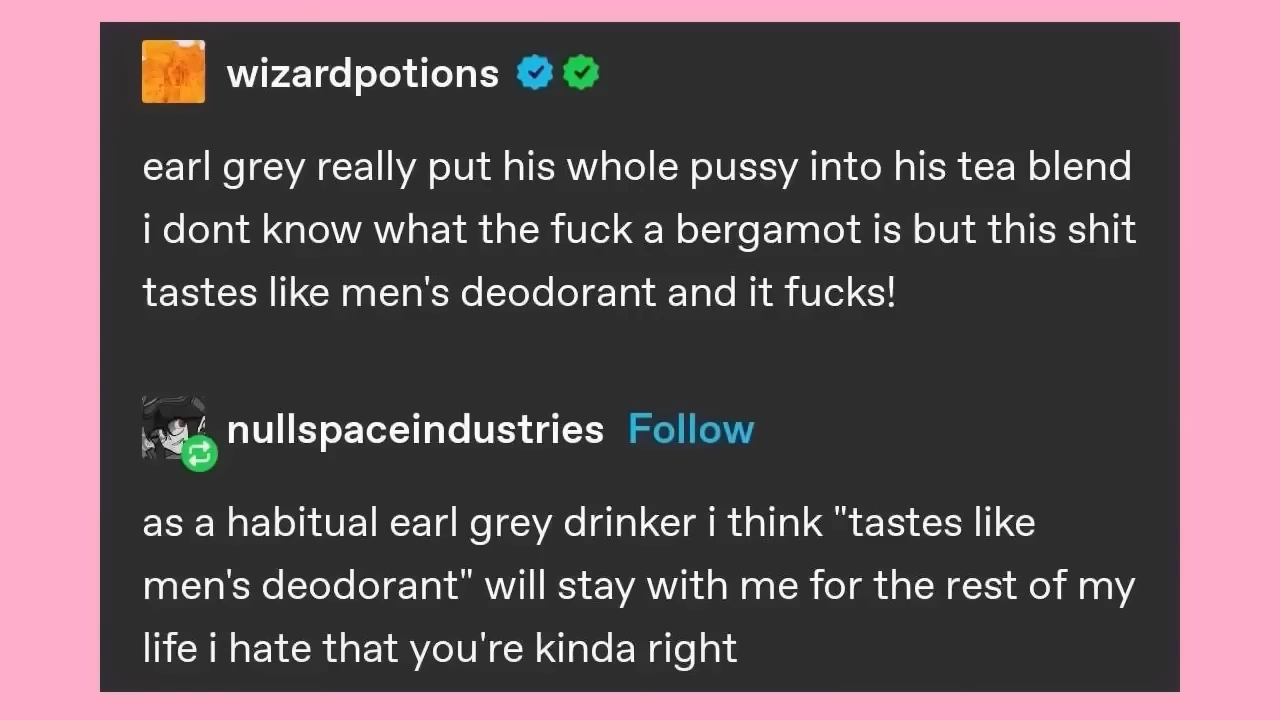 wizardpotions
earl grey really put his whole pussy into his tea blend
i dont know what the fuck a bergamot is but this shit
tastes like men's deodorant and it fucks!
nullspaceindustries Follow
as a habitual earl grey drinker i think "tastes like
men's deodorant" will stay with me for the rest of my
life i hate that you're kinda right